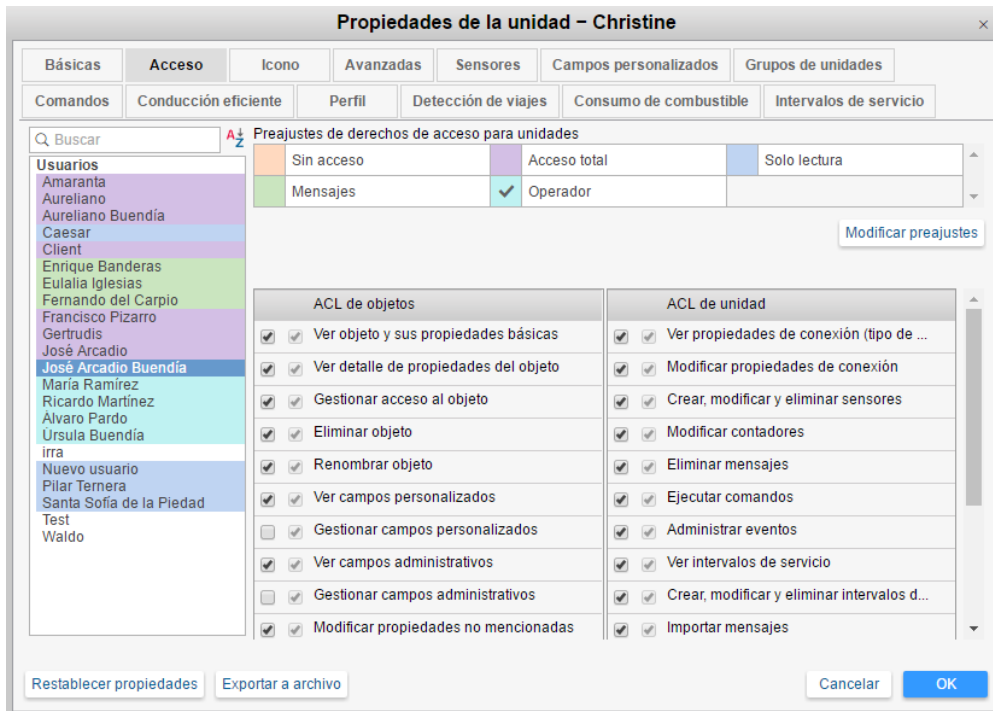 Propiedades de la unidad – Christine
Básicas Acceso Icono Avanzadas Sensores Campos personalizados Grupos de unidades
Comandos Conducción eficiente Perfil Detección de viajes Consumo de combustible Intervalos de servicio
Buscar
Usuarios
Amaranta
Aureliano
Aureliano Buendía
Caesar
Client
Enrique Banderas
Eulalia Iglesias
Fernando del Carpio
Francisco Pizarro
Gertrudis
José Arcadio
José Arcadio Buendía
María Ramírez
Ricardo Martínez
Álvaro Pardo
Úrsula Buendía
irra
Nuevo usuario
Pilar Ternera
Santa Sofía de la Piedad
Test
Waldo
Preajustes de derechos de acceso para unidades
Sin acceso Acceso total Solo lectura
Mensajes Operador
Modificar preajustes
ACL de objetos
Ver objeto y sus propiedades básicas
Ver detalle de propiedades del objeto
Gestionar acceso al objeto
Eliminar objeto
Renombrar objeto
Ver campos personalizados
Gestionar campos personalizados
Ver campos administrativos
Gestionar campos administrativos
Modificar propiedades no mencionadas
ACL de unidad
Ver propiedades de conexión (tipo de ...
Modificar propiedades de conexión
Crear, modificar y eliminar sensores
Modificar contadores
Eliminar mensajes
Ejecutar comandos
Administrar eventos
Ver intervalos de servicio
Crear, modificar y eliminar intervalos d...
Importar mensajes
Restablecer propiedades Exportar a archivo Cancelar OK